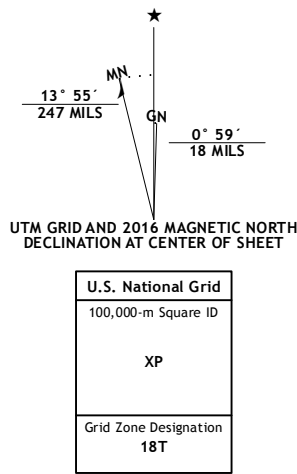 ★
MN
GN
13° 55´
247 MILS
0° 59´
18 MILS
UTM GRID AND 2016 MAGNETIC NORTH
DECLINATION AT CENTER OF SHEET
U.S. National Grid
100,000-m Square ID
XP
Grid Zone Designation
18T